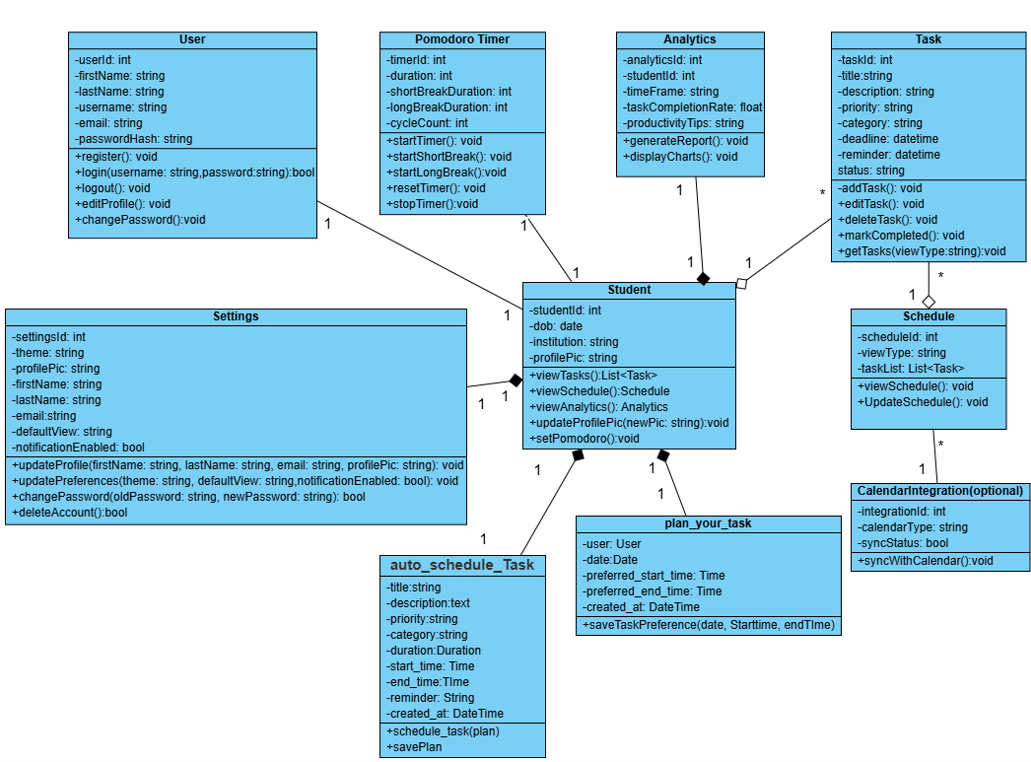 User
-userId: int
-firstName: string
-lastName: string
-username: string
-email: string
-passwordHash: string
+register(): void
+login(username: string,password:string):bool
+logout(): void
+editProfile(): void
+changePassword():void
1
Pomodoro Timer
-timerId: int
-duration: int
-shortBreakDuration: int
-longBreakDuration: int
-cycleCount: int
+startTimer(): void
+startShortBreak(): void
+startLongBreak():void
+resetTimer(): void
+stopTimer():void
1
Analytics
-analyticsId: int
-studentId: int
-timeFrame: string
-taskCompletionRate: float
-productivityTips: string
+generateReport(): void
+displayCharts(): void
1
Task
-taskId: int
-title:string
-description: string
-priority: string
-category: string
-deadline: datetime
-reminder: datetime
status: string
-addTask(): void
+editTask(): void
+deleteTask(): void
+markCompleted(): void
+getTasks(viewType:string):void
*
*
1
1
1
1
1
Student
-studentId: int
-dob: date
-institution: string
-profilePic: string
+viewTasks():List<Task>
+viewSchedule():Schedule
+viewAnalytics(): Analytics
+updateProfilePic(newPic: string):void
+setPomodoro():void
Settings
-settingsId: int
-theme: string
-profilePic: string
-firstName: string
-lastName: string
-email:string
-defaultView: string
-notificationEnabled: bool
+updateProfile(firstName: string, lastName: string, email: string, profilePic: string): void
+updatePreferences(theme: string, defaultView: string,notificationEnabled: bool): void
+changePassword(oldPassword: string, newPassword: string): bool
+deleteAccount():bool
1
1
Schedule
-scheduleId: int
-viewType: string
-taskList: List<Task>
+viewSchedule(): void
+UpdateSchedule(): void
*
1
CalendarIntegration(optional)
-integrationId: int
-calendarType: string
-syncStatus: bool
+syncWithCalendar():void
1
1
1
1
plan_your_task
-user: User
-date:Date
-preferred_start_time: Time
-preferred_end_time: Time
-created_at: DateTime
+saveTaskPreference(date, Starttime, endTIme)
auto_schedule_Task
-title:string
-description:text
-priority:string
-category:string
-duration:Duration
-start_time: Time
-end_time:TIme
-reminder: String
-created_at: DateTime
+schedule_task(plan)
+savePlan